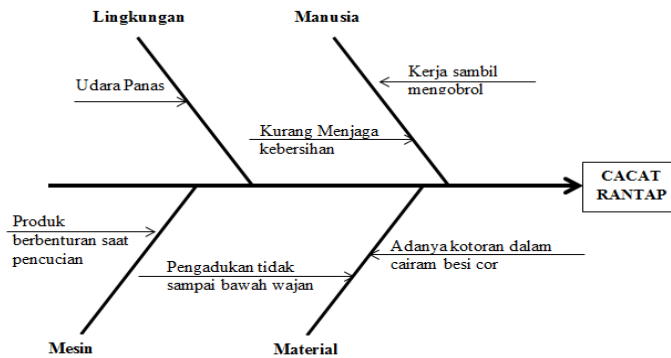 Lingkungan
Manusia
Udara Panas
Kerja sambil
mengobrol
Kurang Menjaga
kebersihan
CACAT
RANTAP
Produk
berbenturan saat
pencucian
Pengadukan tidak
sampai bawah wajan
Adanya kotoran dalam
cairam besi cor
Mesin
Material